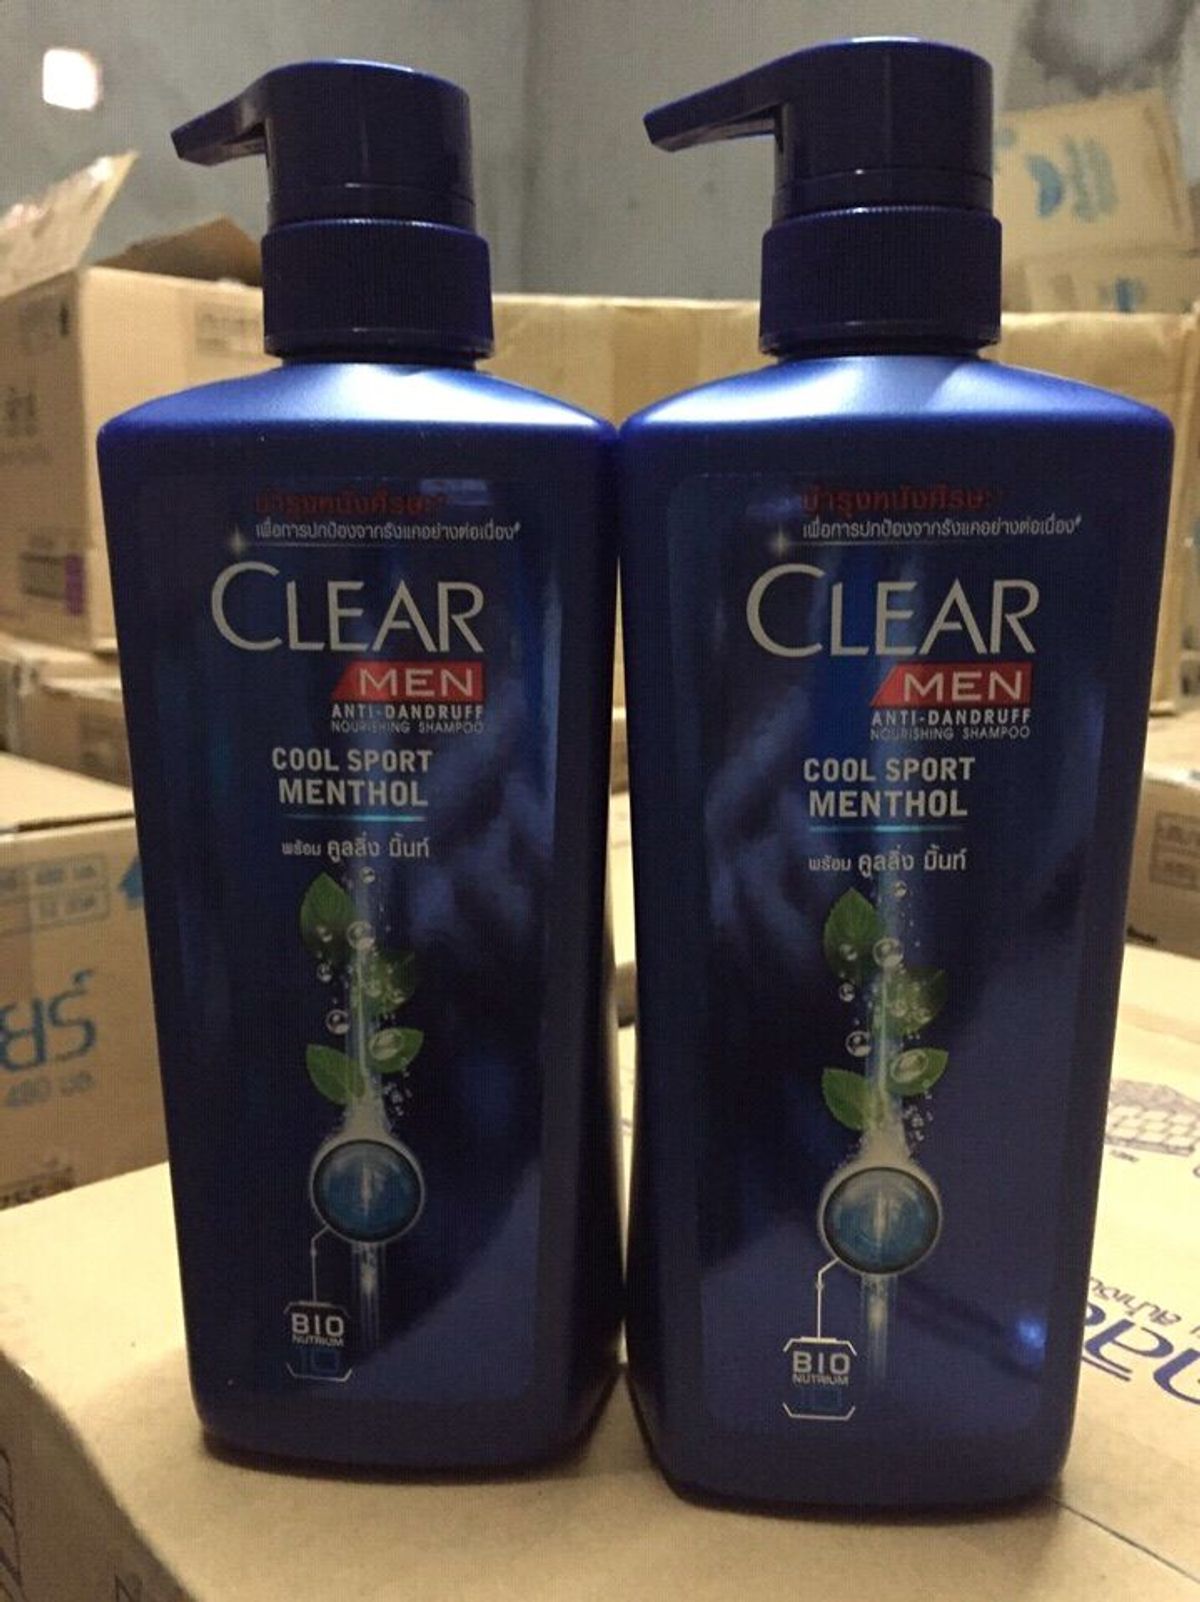 บำรุงหนังศีรษะ
เพื่อการปกป้องจากรังแคอย่างต่อเนื่อง
CLEAR
MEN
ANTI-DANDRUFF
NOURISHING SHAMPOO
COOL SPORT
MENTHOL
พร้อม คูลลิ่ง มิ้นท์
BIO
NUTRIUM
10
บำรุงหนังศีรษะ
เพื่อการปกป้องจากรังแคอย่างต่อเนื่อง
CLEAR
MEN
ANTI-DANDRUFF
NOURISHING SHAMPOO
COOL SPORT
MENTHOL
พร้อม คูลลิ่ง มิ้นท์
BIO
NUTRIUM
10
480 มล.